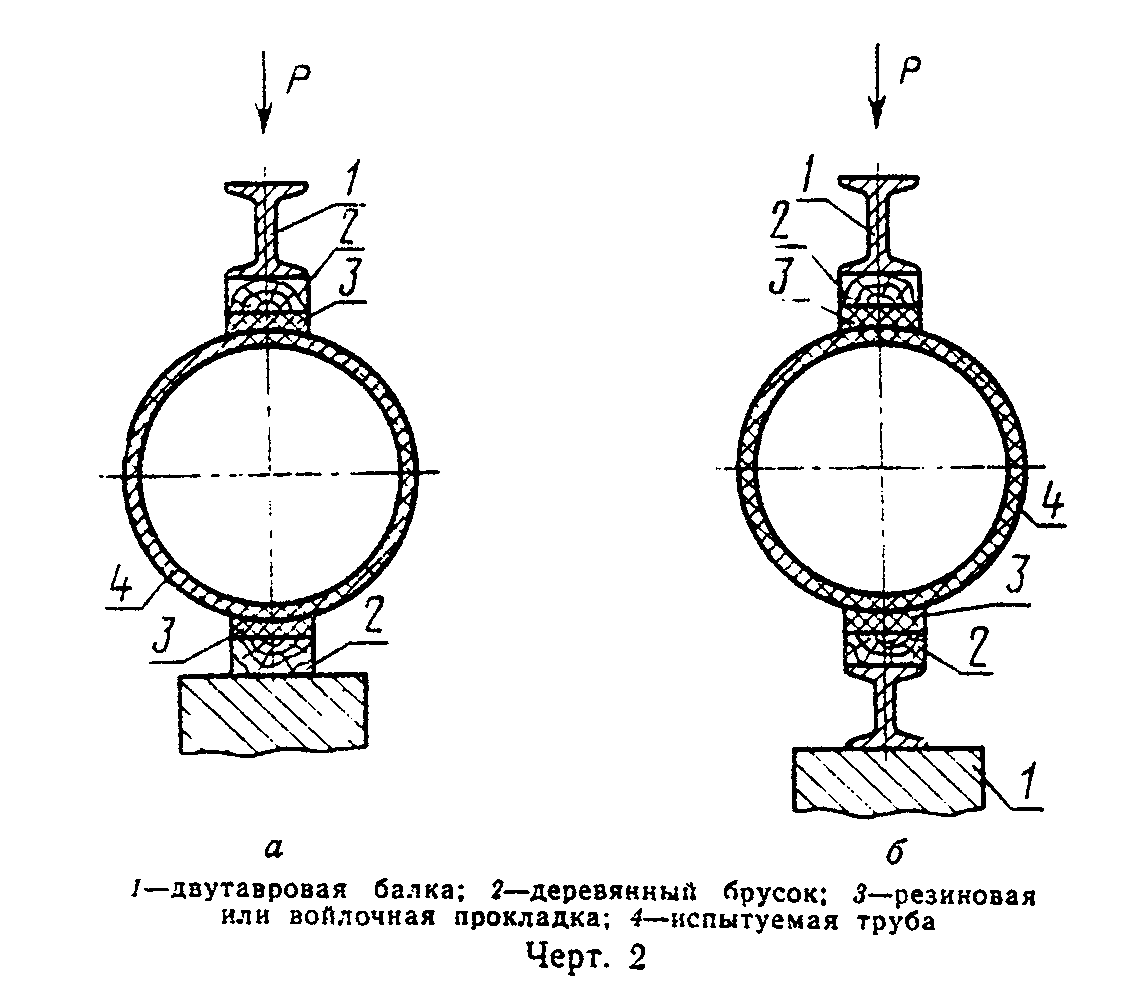 P P
1 1
2 2
3 3
4 4
3 3
2 2
1
а б
1—двутавровая балка; 2—деревянный брусок; 3—резиновая
или войлочная прокладка; 4—испытуемая труба
Черт. 2